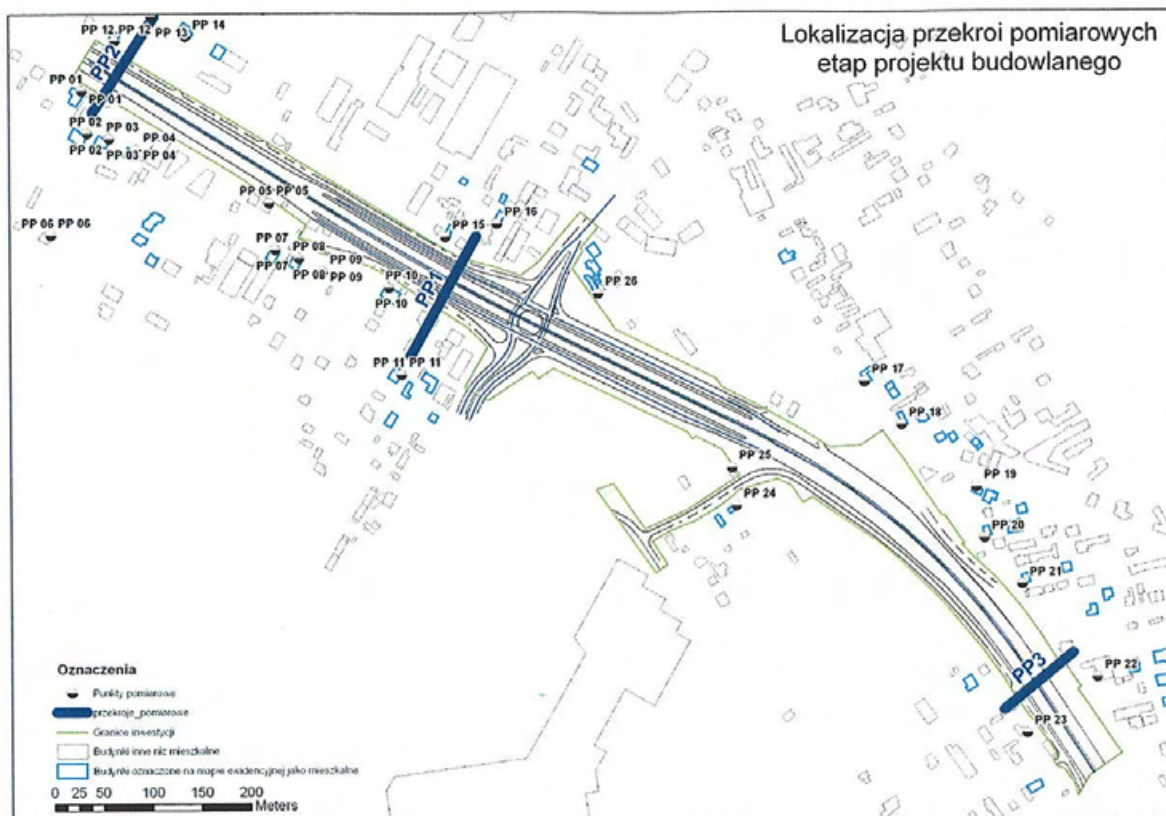 Lokalizacja przekroi pomiarowych
etap projektu budowlanego
PP 12 PP 12 PP 13 PP 14
PP2
PP 01
PP 01
PP 02 PP 03 PP 04
PP 02 PP 03 PP 04
PP 05 PP 05
PP 06 PP 06
PP 15 PP 16
PP 07 PP 08 PP 09
PP 07 PP 08 PP 09
PP 10
PP 10
PP1
PP 26
PP 11 PP 11
PP 17
PP 18
PP 25
PP 19
PP 24
PP 20
PP 21
PP3
PP 22
PP 23
Oznaczenia
Punkty pomiarowe
przekroje_pomiarowe
Granice inwestycji
Budynki inne niż mieszkalne
Budynki oznaczone na mapie ewidencyjnej jako mieszkalne
0 25 50 100 150 200
Meters